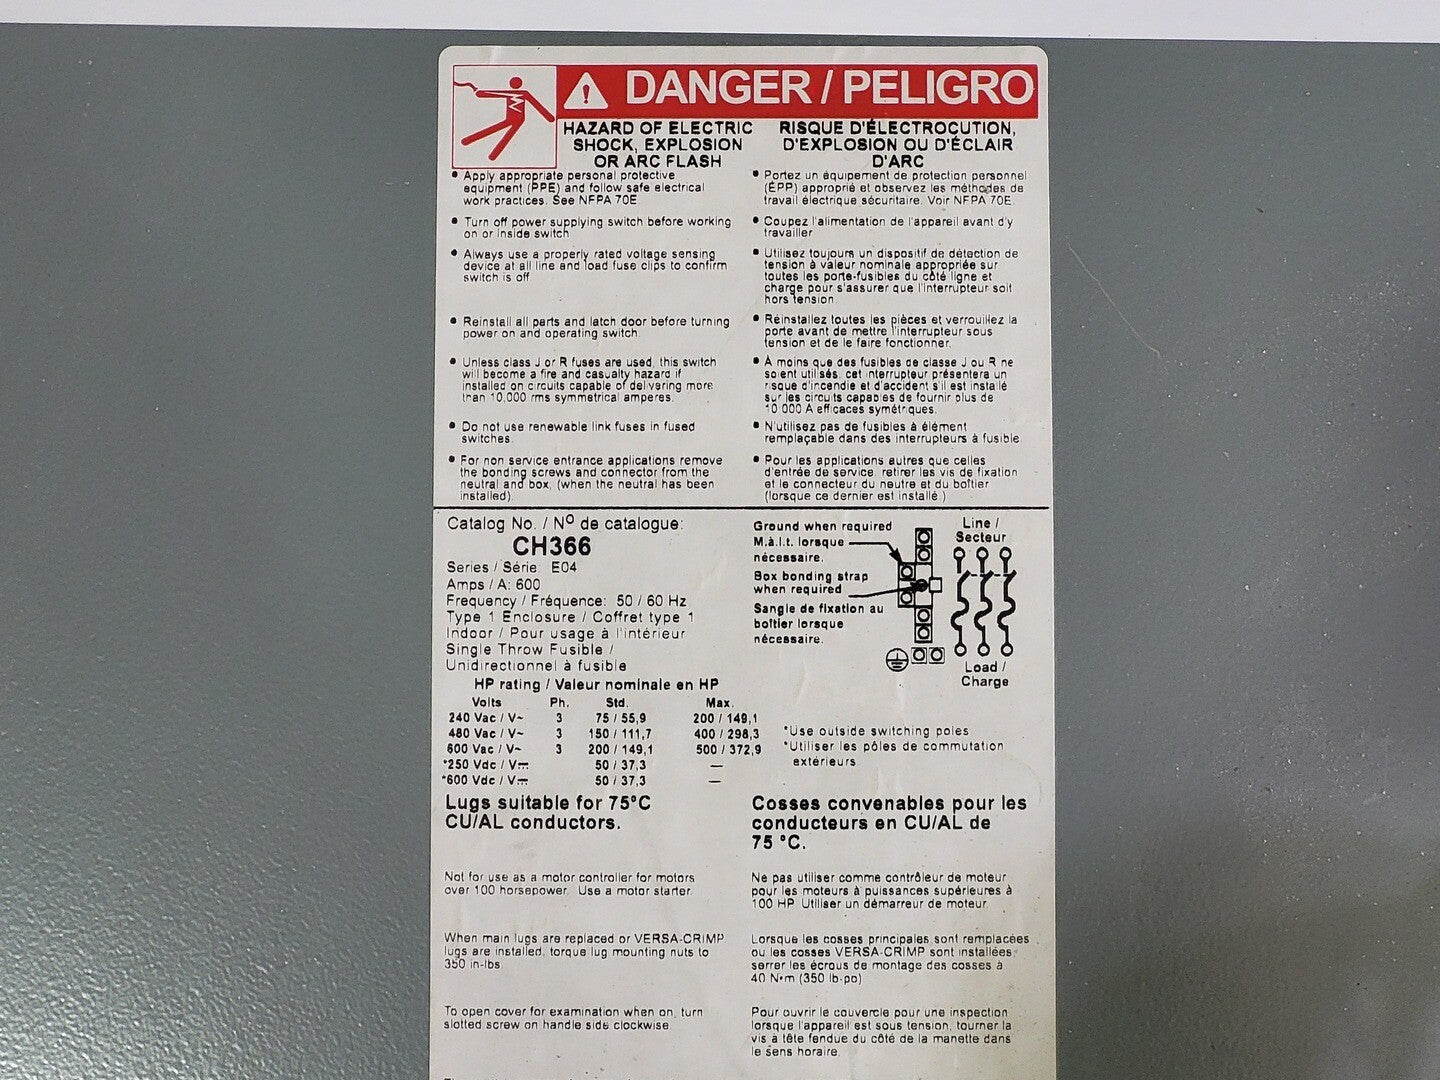 DANGER / PELIGRO
HAZARD OF ELECTRIC
SHOCK, EXPLOSION
OR ARC FLASH
• Apply appropriate personal protective
equipment (PPE) and follow safe electrical
work practices. See NFPA 70E
• Turn off power supplying switch before working
on or inside switch
• Always use a properly rated voltage sensing
device at all line and load fuse clips to confirm
switch is off
• Reinstall all parts and latch door before turning
power on and operating switch
• Unless class J or R fuses are used, this switch
will become a fire and casualty hazard if
installed on circuits capable of delivering more
than 10,000 rms symmetrical amperes.
• Do not use renewable link fuses in fused
switches.
• For non service entrance applications remove
the bonding screws and connector from the
neutral and box, (when the neutral has been
installed).
RISQUE D'ÉLECTROCUTION,
D'EXPLOSION OU D'ÉCLAIR
D'ARC
• Portez un équipement de protection personnel
(ÉPP) approprié et observez les méthodes de
travail électrique sécuritaire. Voir NFPA 70E
• Coupez l'alimentation de l'appareil avant d'y
travailler
• Utilisez toujours un dispositif de détection de
tension à valeur nominale appropriée sur
toutes les porte-fusibles du côté ligne et
charge pour s'assurer que l'interrupteur soit
hors tension
• Réinstallez toutes les pièces et verrouillez la
porte avant de mettre l'interrupteur sous
tension et de le faire fonctionner.
• À moins que des fusibles de classe J ou R ne
soient utilisés, cet interrupteur présentera un
risque d'incendie et d'accident s'il est installé
sur les circuits capables de fournir plus de
10 000 A efficaces symétriques.
• N'utilisez pas de fusibles à élément
remplaçable dans des interrupteurs à fusible
• Pour les applications autres que celles
d'entrée de service, retirer les vis de fixation
et le connecteur du neutre et du boîtier
(lorsque ce dernier est installé )
Catalog No. / Nº de catalogue:
CH366
Series / Série: E04
Amps / A: 600
Frequency / Fréquence: 50 / 60 Hz
Type 1 Enclosure / Coffret type 1
Indoor / Pour usage à l'intérieur
Single Throw Fusible /
Unidirectionnel à fusible
Ground when required
M.à.l.t. lorsque
nécessaire.
Box bonding strap
when required
Sangle de fixation au
boîtier lorsque
nécessaire.
Line /
Secteur
Load /
Charge
HP rating / Valeur nominale en HP
Volts Ph. Std. Max.
240 Vac / V~ 3 75 / 55,9 200 / 149,1
480 Vac / V~ 3 150 / 111,7 400 / 298,3
600 Vac / V~ 3 200 / 149,1 500 / 372,9
*250 Vdc / V⎓ 50 / 37,3 —
*600 Vdc / V⎓ 50 / 37,3 —
*Use outside switching poles
*Utiliser les pôles de commutation
extérieurs
Lugs suitable for 75°C
CU/AL conductors.
Cosses convenables pour les
conducteurs en CU/AL de
75 °C.
Not for use as a motor controller for motors
over 100 horsepower. Use a motor starter
Ne pas utiliser comme contrôleur de moteur
pour les moteurs à puissances supérieures à
100 HP. Utiliser un démarreur de moteur
When main lugs are replaced or VERSA-CRIMP
lugs are installed, torque lug mounting nuts to
350 in-lbs
Lorsque les cosses principales sont remplacées
ou les cosses VERSA-CRIMP sont installées,
serrer les écrous de montage des cosses à
40 N•m (350 lb-po)
To open cover for examination when on, turn
slotted screw on handle side clockwise.
Pour ouvrir le couvercle pour une inspection
lorsque l'appareil est sous tension, tourner la
vis à tête fendue du côté de la manette dans
le sens horaire.